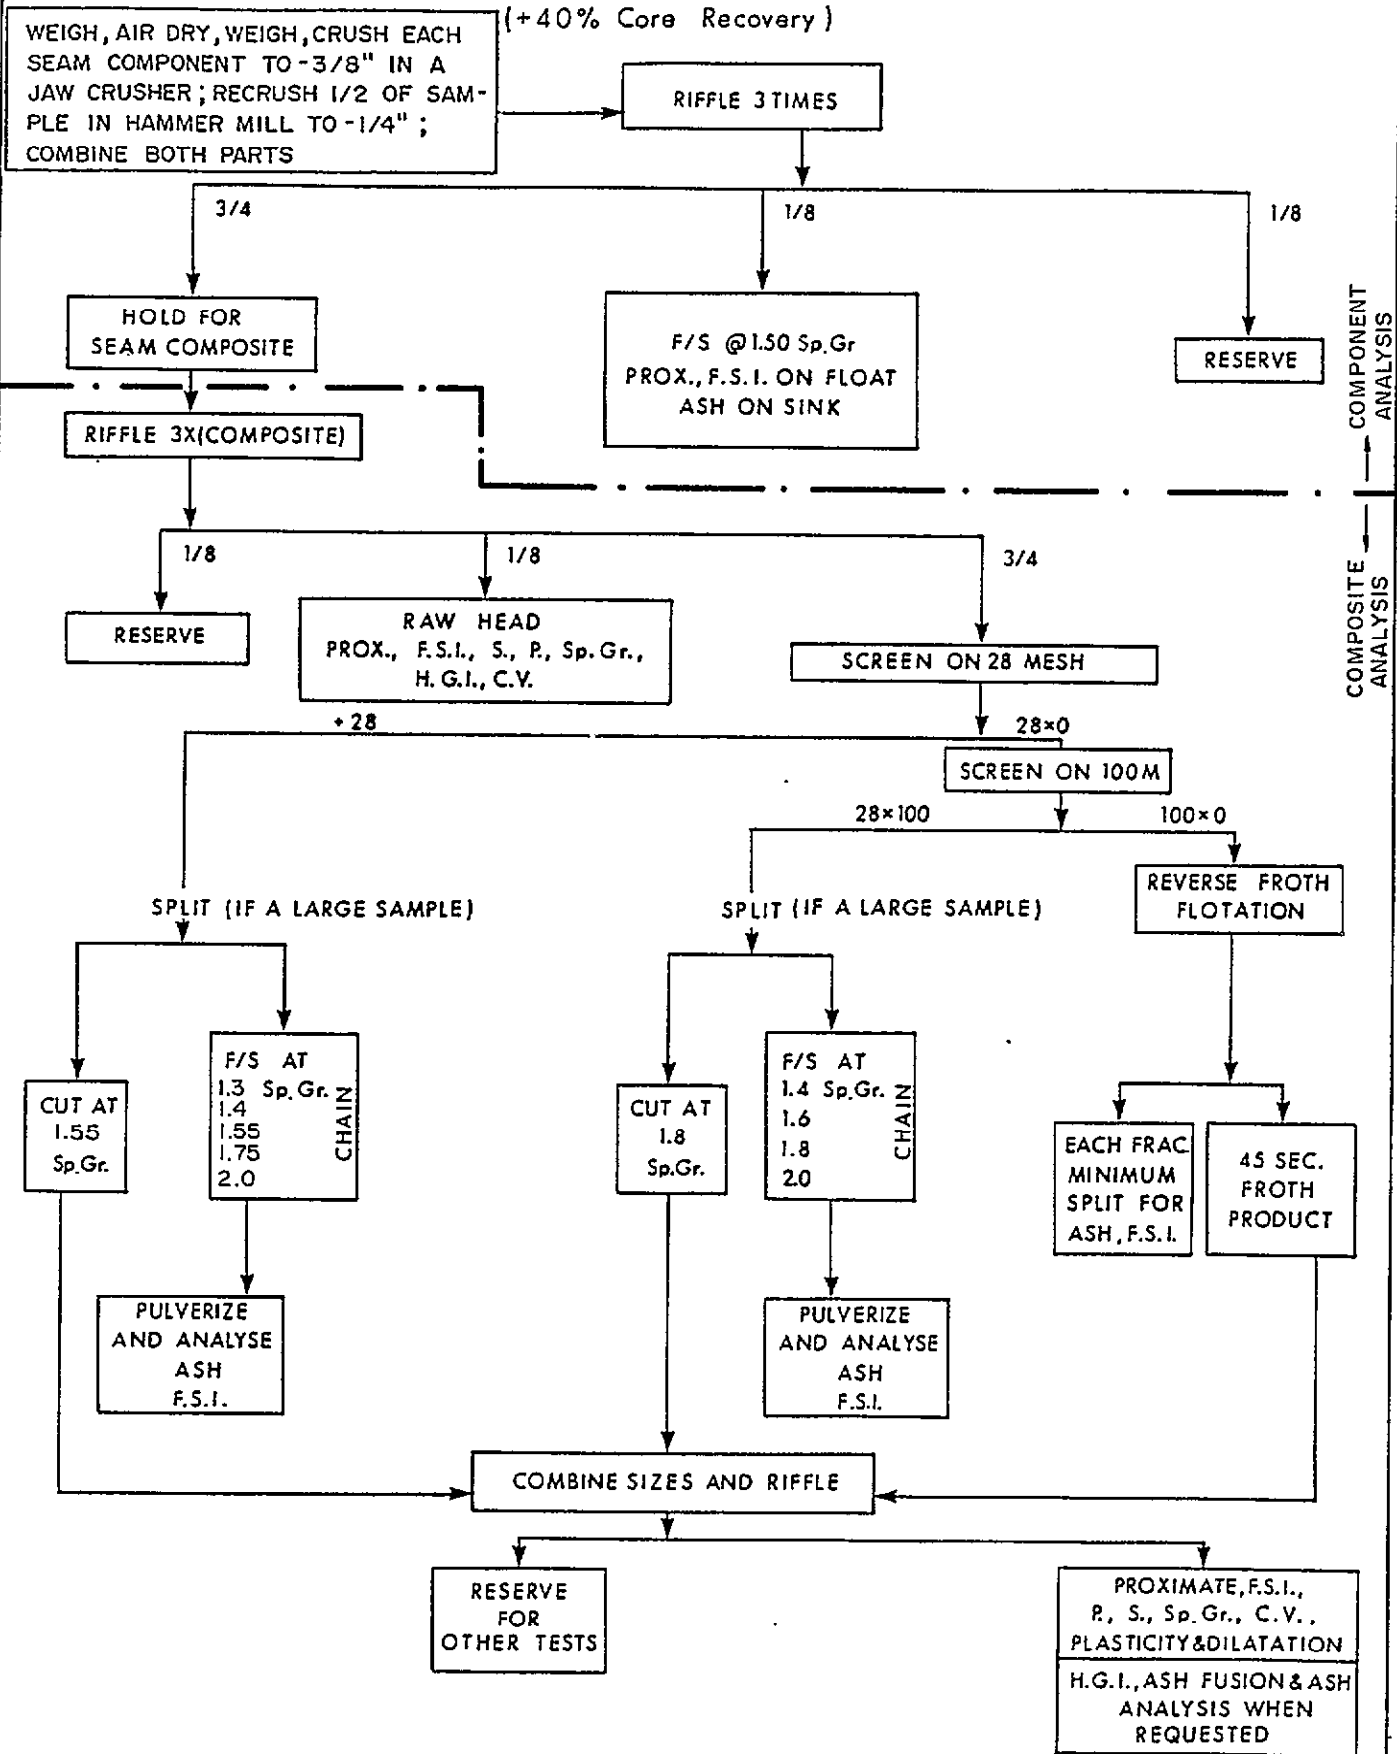 (+40% Core Recovery)
WEIGH, AIR DRY, WEIGH, CRUSH EACH
SEAM COMPONENT TO -3/8" IN A
JAW CRUSHER; RECRUSH 1/2 OF SAM-
PLE IN HAMMER MILL TO -1/4";
COMBINE BOTH PARTS
RIFFLE 3 TIMES
3/4
1/8
1/8
HOLD FOR
SEAM COMPOSITE
F/S @ 1.50 Sp.Gr
PROX., F.S.I. ON FLOAT
ASH ON SINK
RESERVE
COMPONENT
ANALYSIS
RIFFLE 3X(COMPOSITE)
1/8
1/8
3/4
COMPOSITE
ANALYSIS
RESERVE
RAW HEAD
PROX., F.S.I., S., P., Sp.Gr.,
H.G.I., C.V.
SCREEN ON 28 MESH
+28
28×0
SCREEN ON 100M
28×100
100×0
REVERSE FROTH
FLOTATION
SPLIT (IF A LARGE SAMPLE)
SPLIT (IF A LARGE SAMPLE)
CUT AT
1.55
Sp.Gr.
F/S AT
1.3 Sp.Gr.
1.4
1.55
1.75
2.0
CHAIN
CUT AT
1.8
Sp.Gr.
F/S AT
1.4 Sp.Gr.
1.6
1.8
2.0
CHAIN
EACH FRAC
MINIMUM
SPLIT FOR
ASH, F.S.I.
45 SEC.
FROTH
PRODUCT
PULVERIZE
AND ANALYSE
ASH
F.S.I.
PULVERIZE
AND ANALYSE
ASH
F.S.I.
COMBINE SIZES AND RIFFLE
RESERVE
FOR
OTHER TESTS
PROXIMATE, F.S.I.,
P., S., Sp.Gr., C.V.,
PLASTICITY&DILATATION
H.G.I., ASH FUSION & ASH
ANALYSIS WHEN
REQUESTED